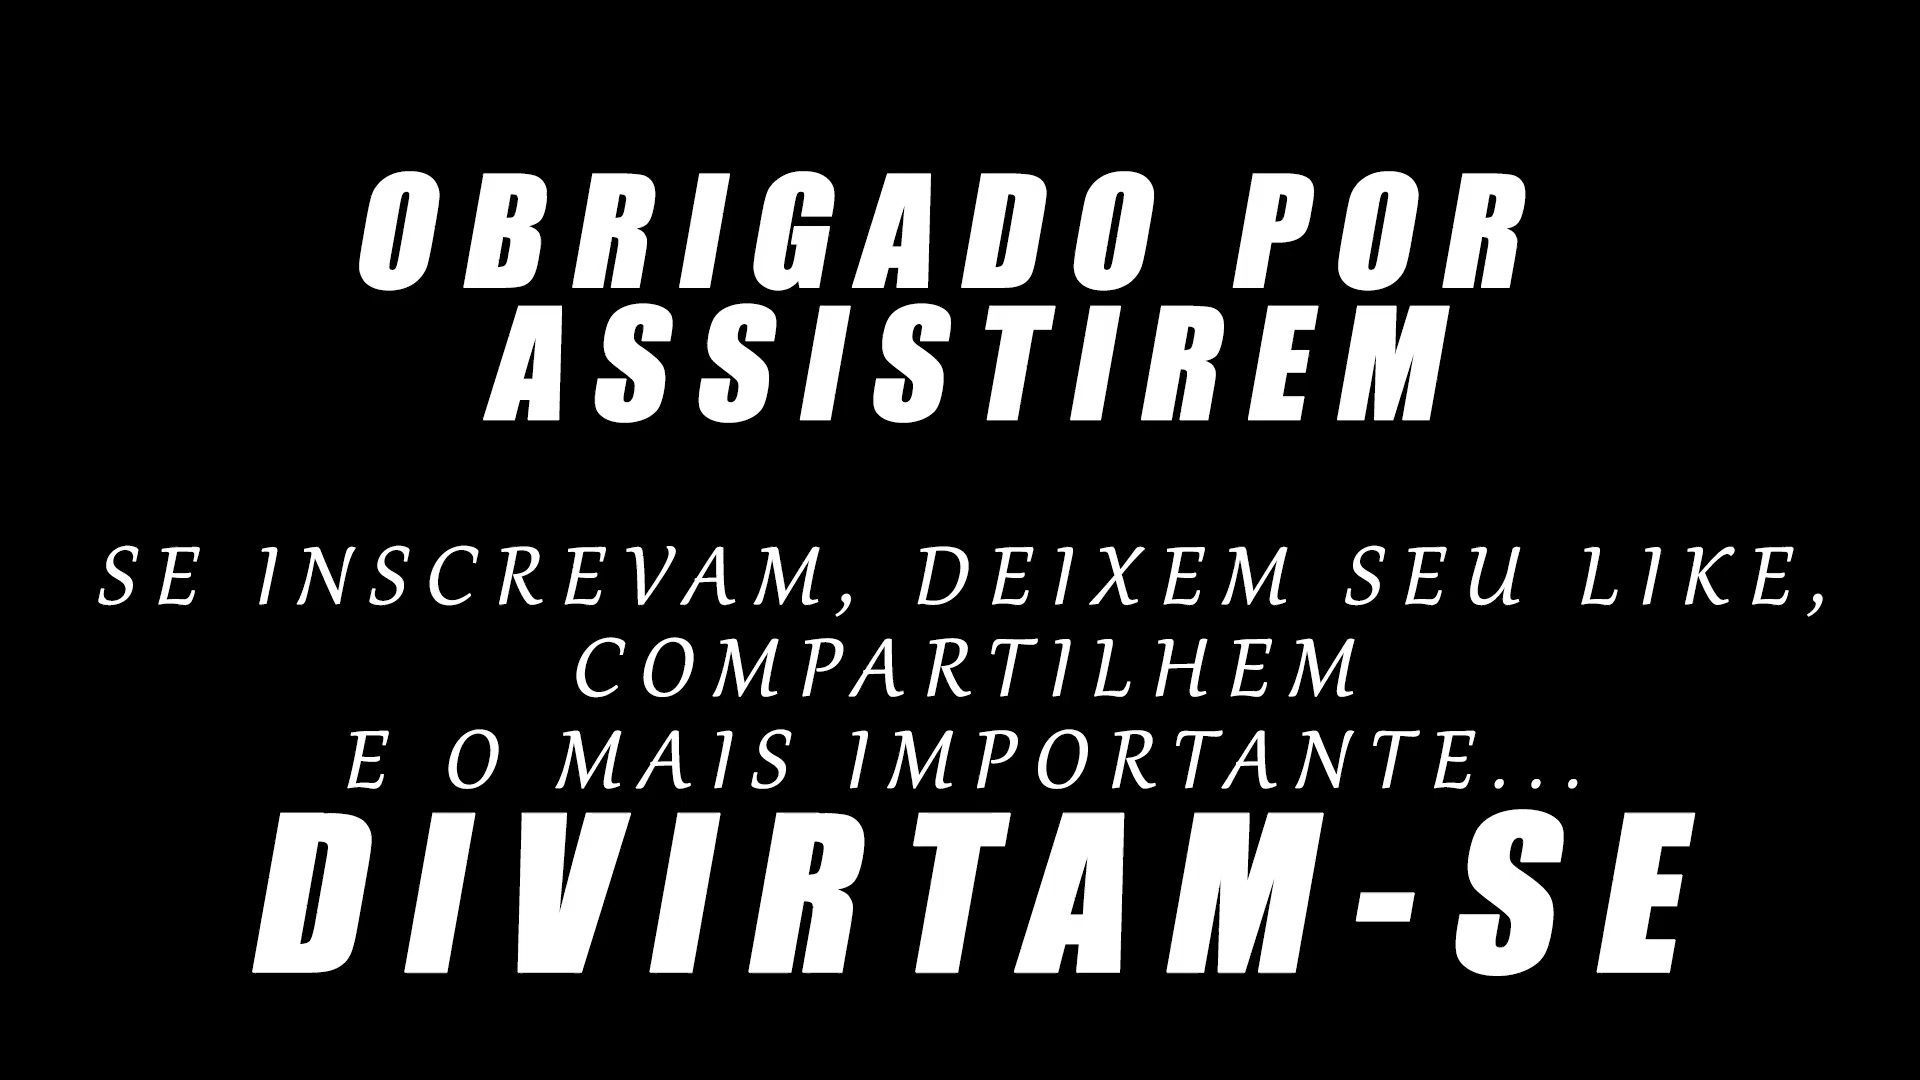 OBRIGADO POR
ASSISTIREM
SE INSCREVAM, DEIXEM SEU LIKE,
COMPARTILHEM
E O MAIS IMPORTANTE...
DIVIRTAM-SE